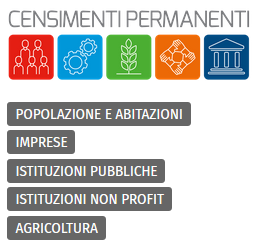 CENSIMENTI PERMANENTI
POPOLAZIONE E ABITAZIONI
IMPRESE
ISTITUZIONI PUBBLICHE
ISTITUZIONI NON PROFIT
AGRICOLTURA